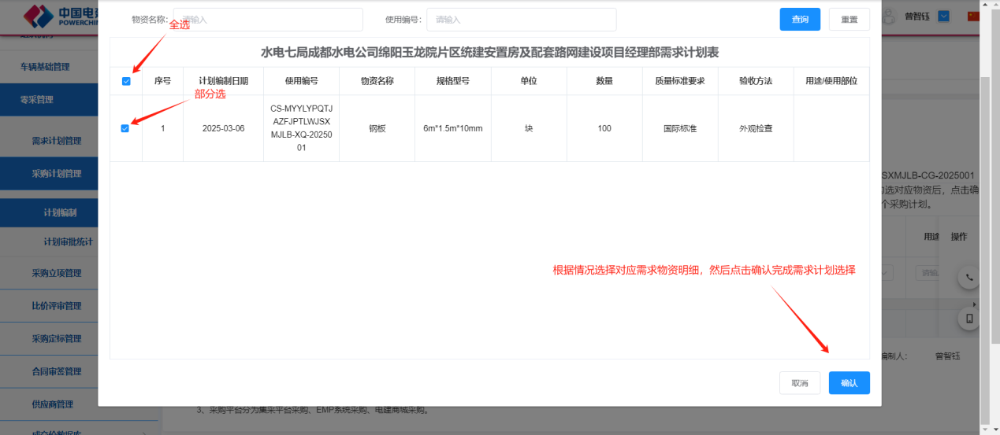 中国电
POWERCHI
物资名称:
请输入
使用编号:
请输入
查询
重置
曾智钰
全选
水电七局成都水电公司绵阳玉龙院片区统建安置房及配套路网建设项目经理部需求计划表
序号
计划编制日期
使用编号
物资名称
规格型号
单位
数量
质量标准要求
验收方法
用途/使用部位
部分选
1
2025-03-06
CS-MYYLYPQTJ
AZFJPTLWJSX
MJLB-XQ-20250
01
钢板
6m*1.5m*10mm
块
100
国际标准
外观检查
根据情况选择对应需求物资明细，然后点击确认完成需求计划选择
取消
确认
车辆基础管理
零采管理
需求计划管理
采购计划管理
计划编制
计划审批统计
采购立项管理
比价评审管理
采购定标管理
合同审签管理
供应商管理
成交价数据库
SXMJLB-CG-2025001
选对应物资后，点击确
个采购计划。
用途
操作
请输
编制人：
曾智钰
3、采购平台分为集采平台采购、EMP系统采购、电建商城采购。